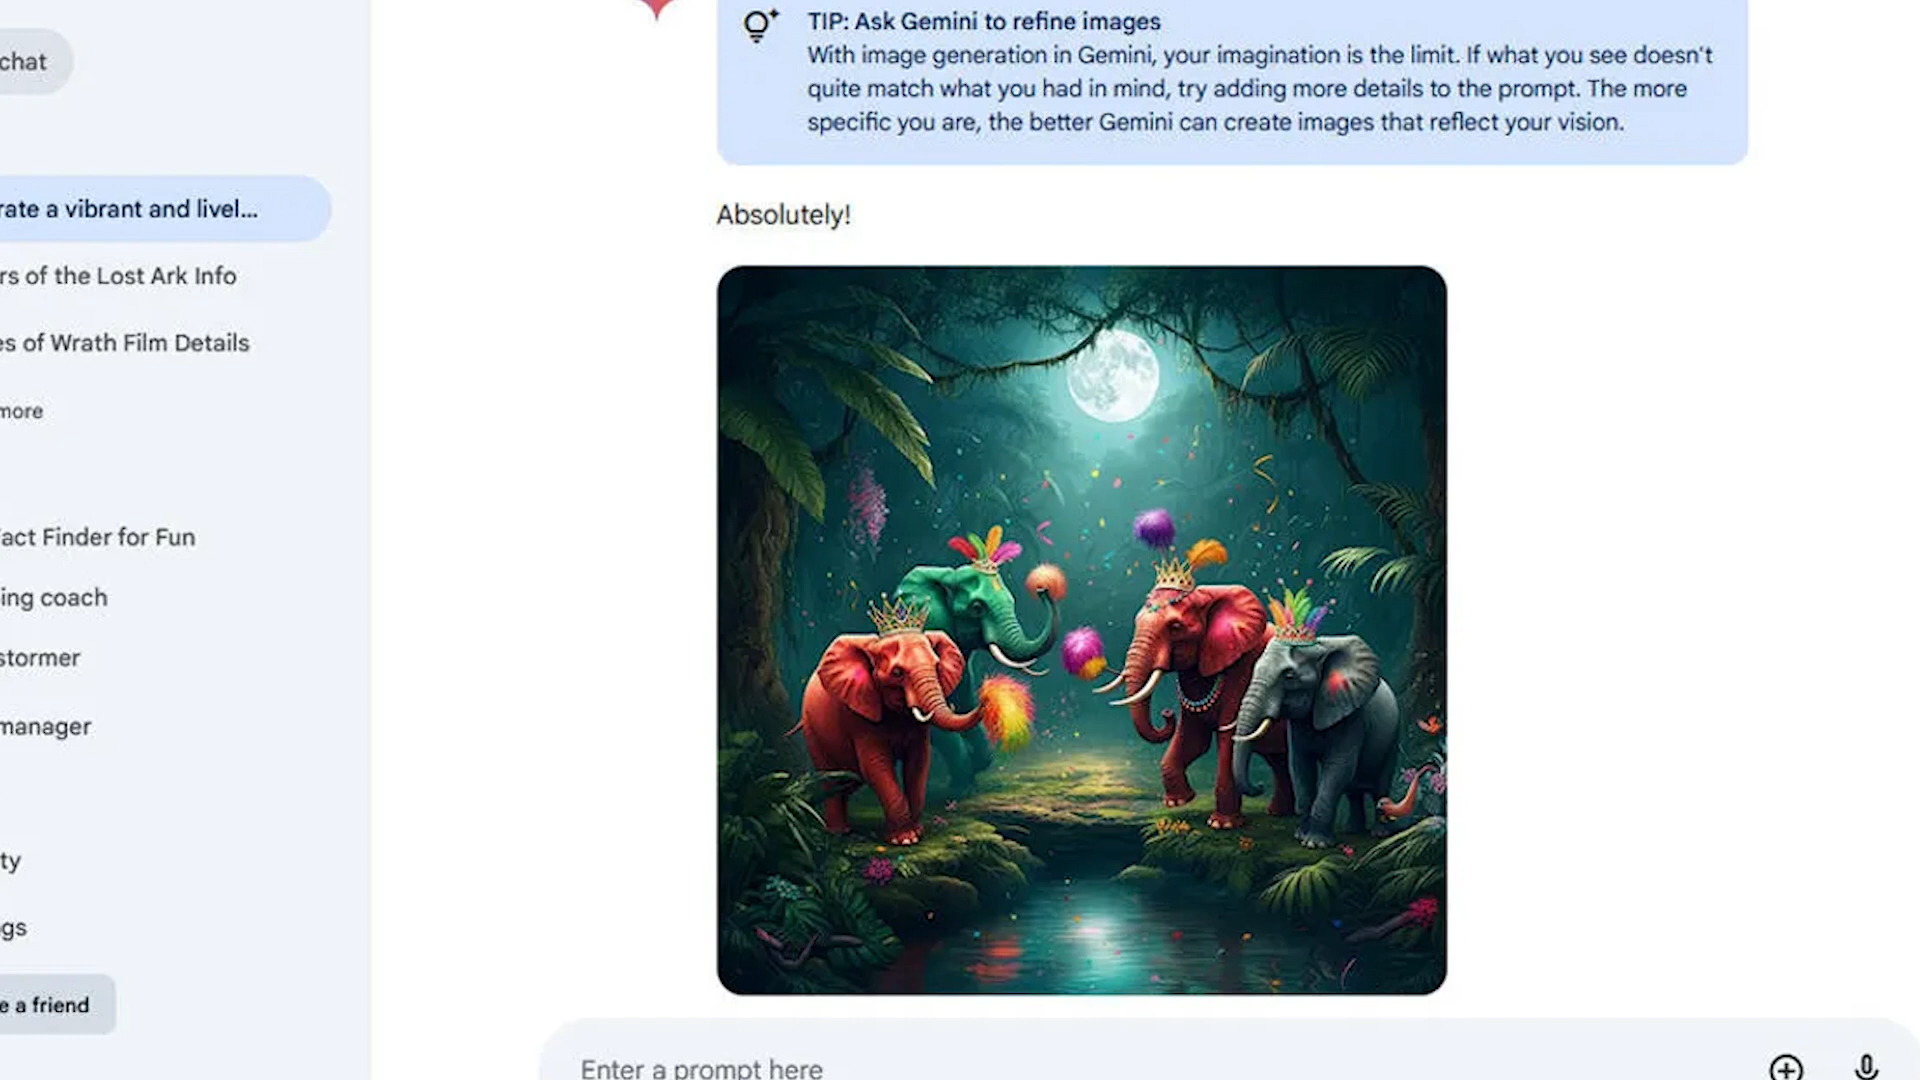 chat
rate a vibrant and livel...
rs of the Lost Ark Info
es of Wrath Film Details
more
act Finder for Fun
ing coach
stormer
manager
ty
gs
e a friend
TIP: Ask Gemini to refine images
With image generation in Gemini, your imagination is the limit. If what you see doesn't
quite match what you had in mind, try adding more details to the prompt. The more
specific you are, the better Gemini can create images that reflect your vision.
Absolutely!
Enter a prompt here